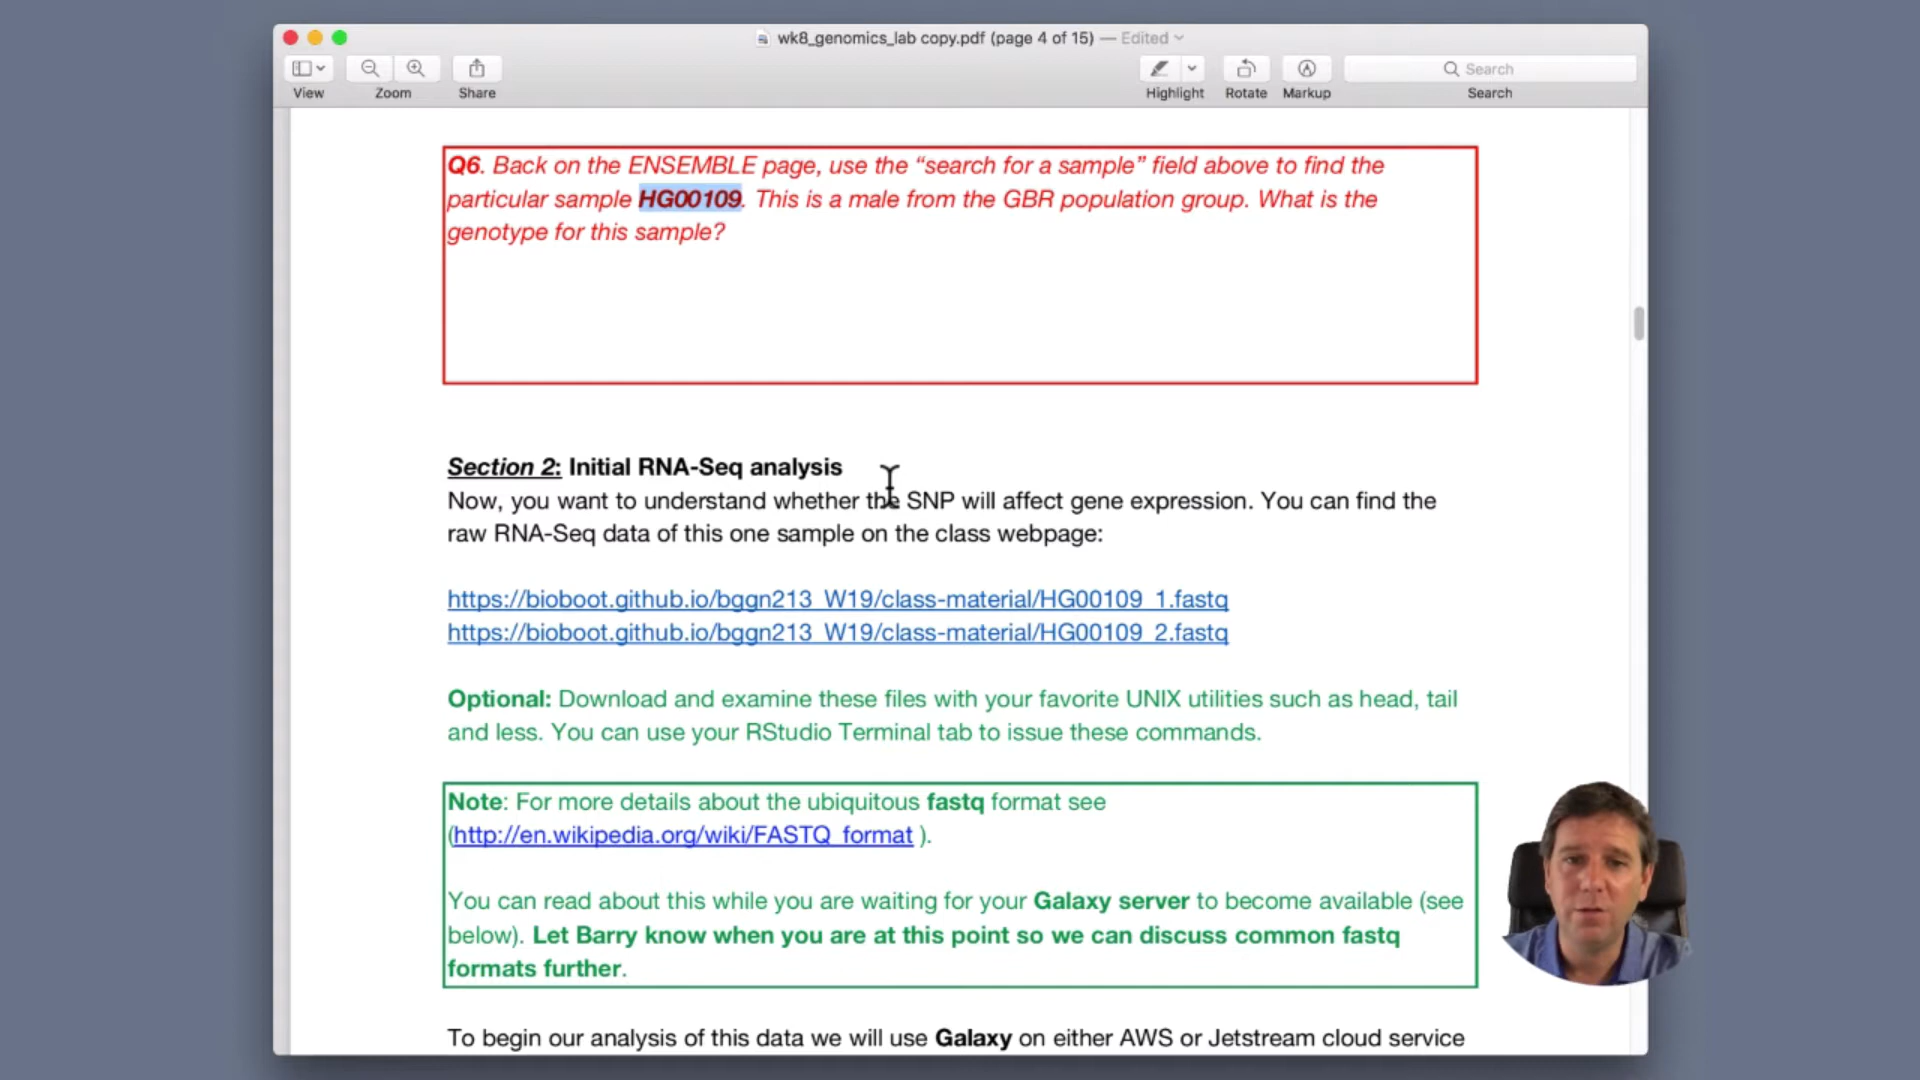 wk8_genomics_lab copy.pdf (page 4 of 15) — Edited
View
Zoom
Share
Highlight
Rotate
Markup
Search
Search
Q6. Back on the ENSEMBLE page, use the “search for a sample” field above to find the
particular sample HG00109. This is a male from the GBR population group. What is the
genotype for this sample?
Section 2: Initial RNA-Seq analysis
Now, you want to understand whether the SNP will affect gene expression. You can find the
raw RNA-Seq data of this one sample on the class webpage:
https://bioboot.github.io/bggn213_W19/class-material/HG00109_1.fastq
https://bioboot.github.io/bggn213_W19/class-material/HG00109_2.fastq
Optional: Download and examine these files with your favorite UNIX utilities such as head, tail
and less. You can use your RStudio Terminal tab to issue these commands.
Note: For more details about the ubiquitous fastq format see
(http://en.wikipedia.org/wiki/FASTQ_format ).
You can read about this while you are waiting for your Galaxy server to become available (see
below). Let Barry know when you are at this point so we can discuss common fastq
formats further.
To begin our analysis of this data we will use Galaxy on either AWS or Jetstream cloud service